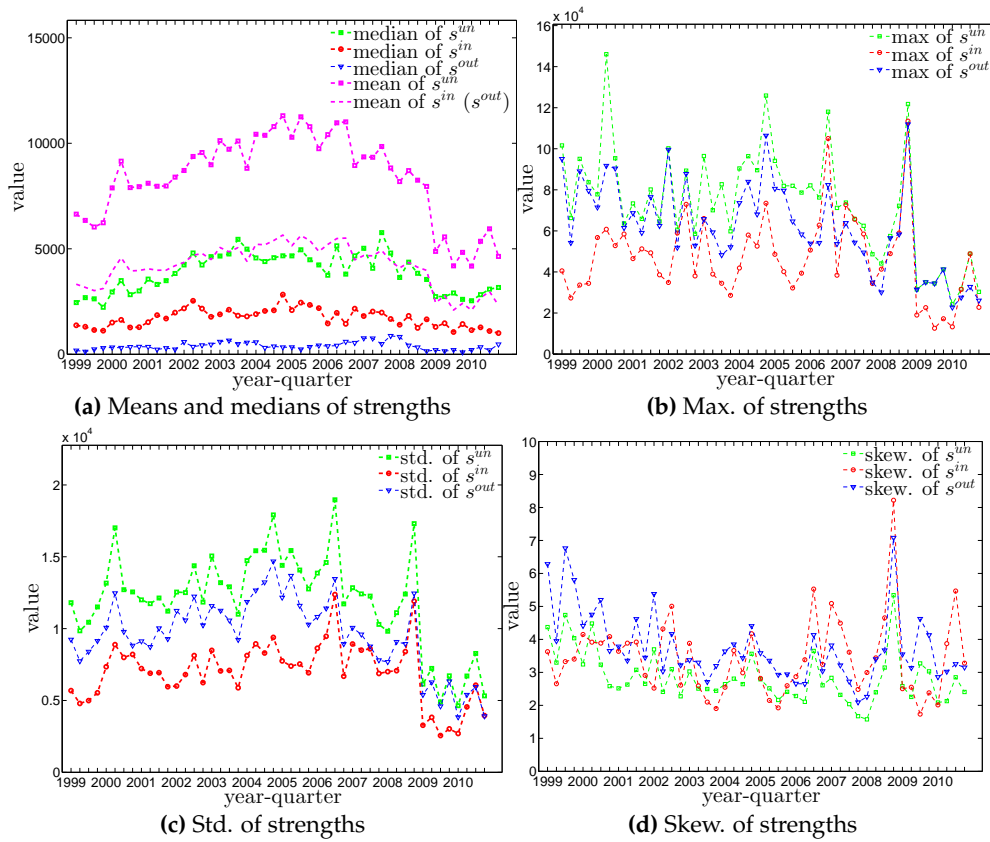 15000
10000
5000
0
value
median of s^un
median of s^in
median of s^out
mean of s^un
mean of s^in (s^out)
1999 2000 2001 2002 2003 2004 2005 2006 2007 2008 2009 2010
year-quarter
(a) Means and medians of strengths
x 10^4
16
14
12
10
8
6
4
2
0
value
max of s^un
max of s^in
max of s^out
1999 2000 2001 2002 2003 2004 2005 2006 2007 2008 2009 2010
year-quarter
(b) Max. of strengths
x 10^4
2
1.5
1
0.5
0
value
std. of s^un
std. of s^in
std. of s^out
1999 2000 2001 2002 2003 2004 2005 2006 2007 2008 2009 2010
year-quarter
(c) Std. of strengths
10
9
8
7
6
5
4
3
2
1
0
value
skew. of s^un
skew. of s^in
skew. of s^out
1999 2000 2001 2002 2003 2004 2005 2006 2007 2008 2009 2010
year-quarter
(d) Skew. of strengths